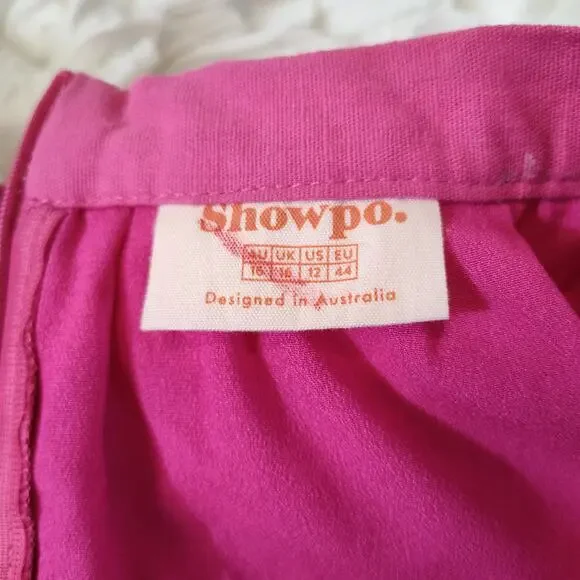 Showpo.
AU UK US EU
16 16 12 44
Designed in Australia